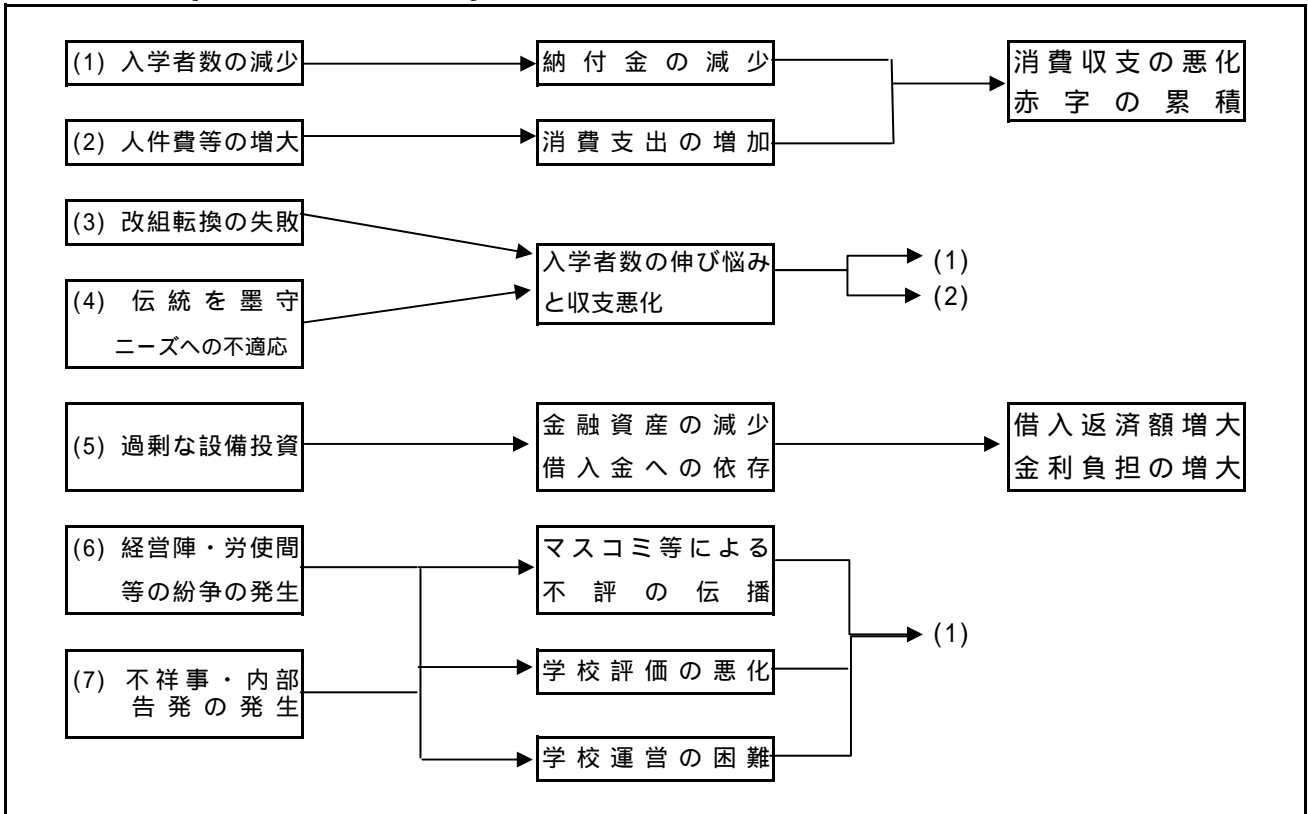 (1) 入学者数の減少
納付金の減少
消費収支の悪化
赤字の累積
(2) 人件費等の増大
消費支出の増加
(3) 改組転換の失敗
入学者数の伸び悩み
と収支悪化
(1)
(2)
(4) 伝統を墨守
ニーズへの不適応
(5) 過剰な設備投資
金融資産の減少
借入金への依存
借入返済額増大
金利負担の増大
(6) 経営陣・労使間
等の紛争の発生
マスコミ等による
不評の伝播
(1)
(7) 不祥事・内部
告発の発生
学校評価の悪化
学校運営の困難